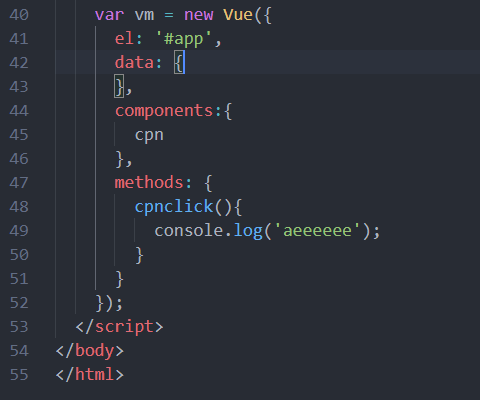 40 var vm = new Vue({
41 el: '#app',
42 data: {
43 },
44 components:{
45 cpn
46 },
47 methods: {
48 cpnclick(){
49 console.log('aeeeeee');
50 }
51 }
52 });
53 </script>
54 </body>
55 </html>